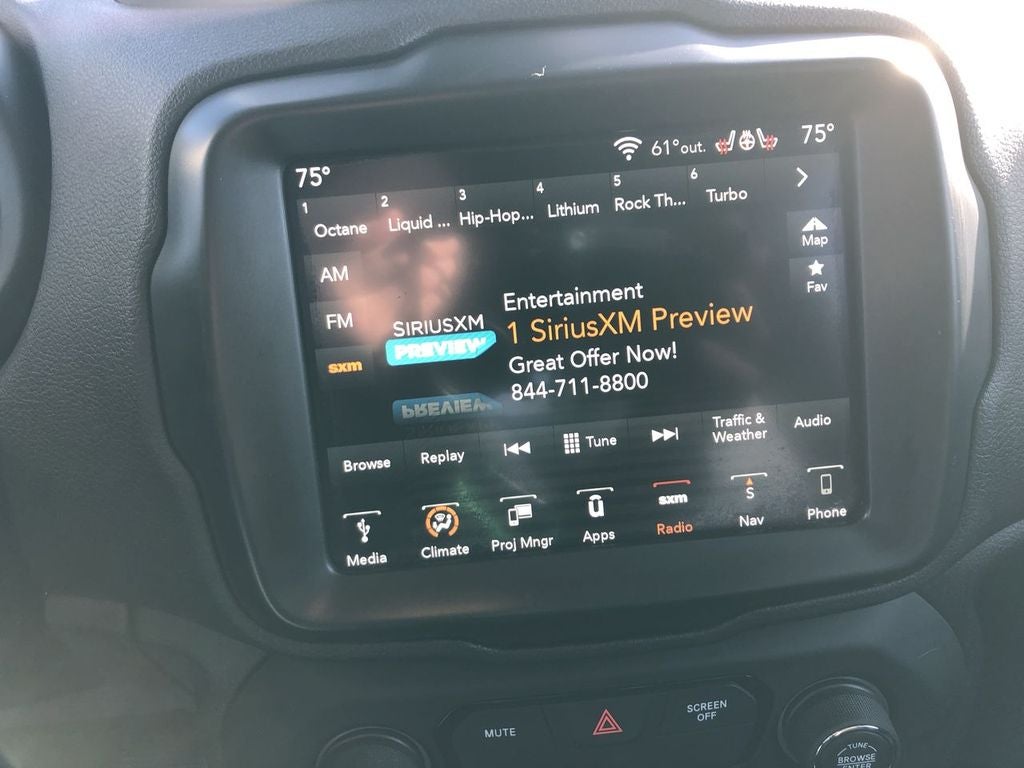 75°
61°out.
75°
1 Octane
2 Liquid ...
3 Hip-Hop...
4 Lithium
5 Rock Th...
6 Turbo
AM
FM
sxm
Map
Fav
SIRIUSXM
PREVIEW
PREVIEW
Entertainment
1 SiriusXM Preview
Great Offer Now!
844-711-8800
Browse
Replay
Tune
Traffic &
Weather
Audio
Media
Climate
Proj Mngr
u
Apps
sxm
Radio
S
Nav
Phone
MUTE
SCREEN
OFF
TUNE
BROWSE
ENTER